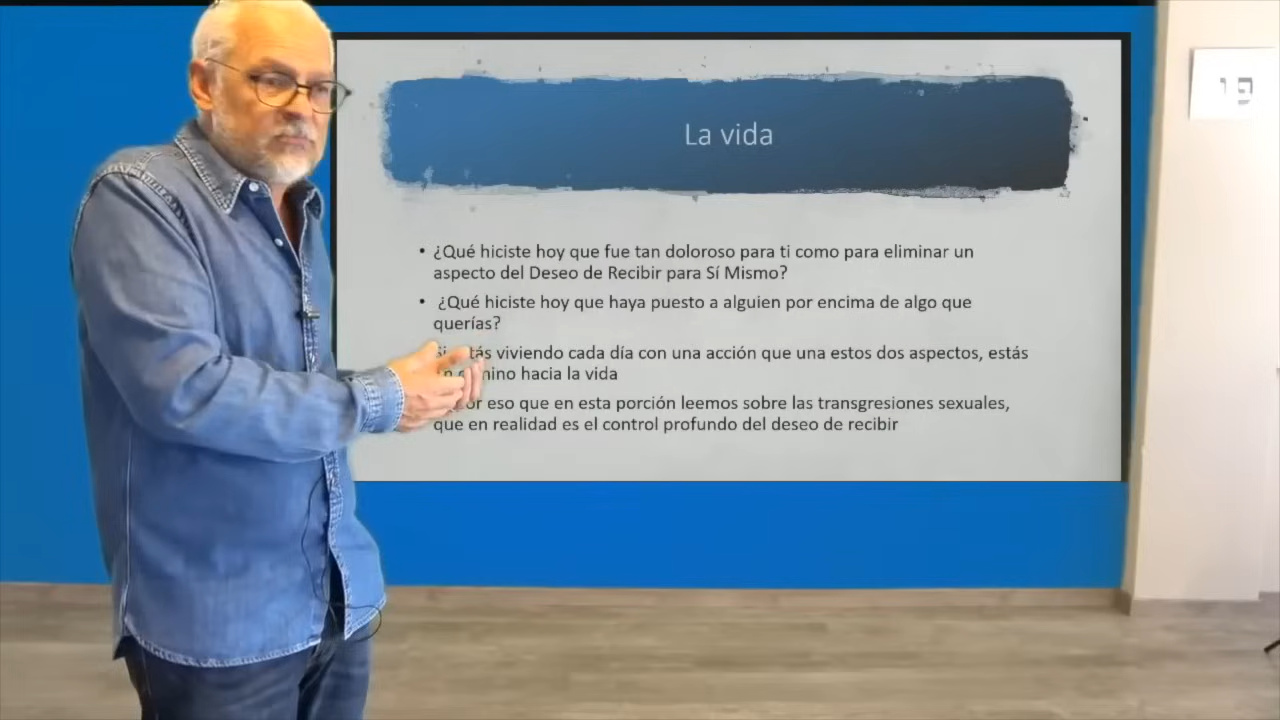 La vida
• ¿Qué hiciste hoy que fue tan doloroso para ti como para eliminar un
aspecto del Deseo de Recibir para Sí Mismo?
• ¿Qué hiciste hoy que haya puesto a alguien por encima de algo que
querías?
viviendo cada día con una acción que una estos dos aspectos, estás
hacia la vida
eso que en esta porción leemos sobre las transgresiones sexuales,
que en realidad es el control profundo del deseo de recibir